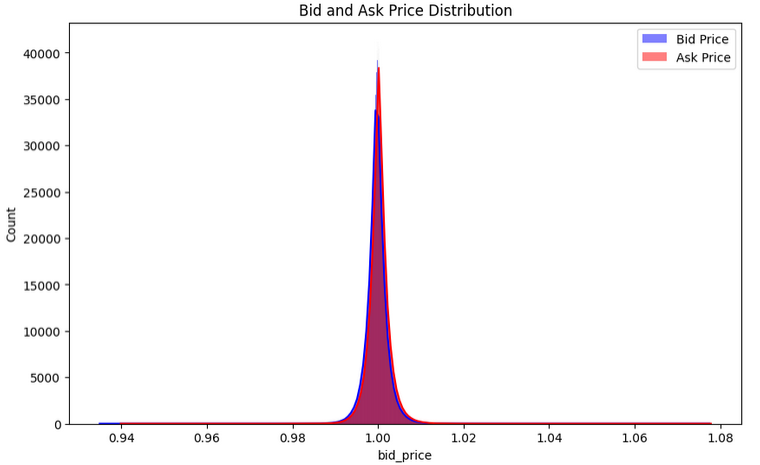 Bid and Ask Price Distribution
Bid Price
Ask Price
40000
35000
30000
25000
20000
15000
10000
5000
0
Count
0.94 0.96 0.98 1.00 1.02 1.04 1.06 1.08
bid_price